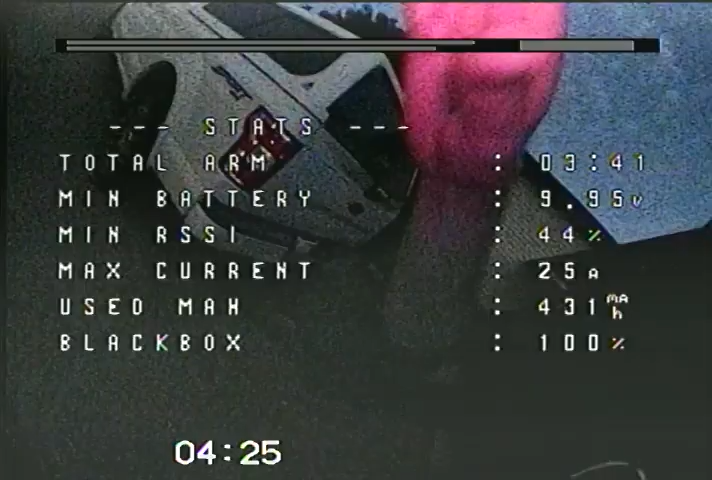 --- STATS ---
TOTAL ARM : 03:41
MIN BATTERY : 9.95V
MIN RSSI : 44%
MAX CURRENT : 25A
USED MAH : 431MAH
BLACKBOX : 100%
04:25